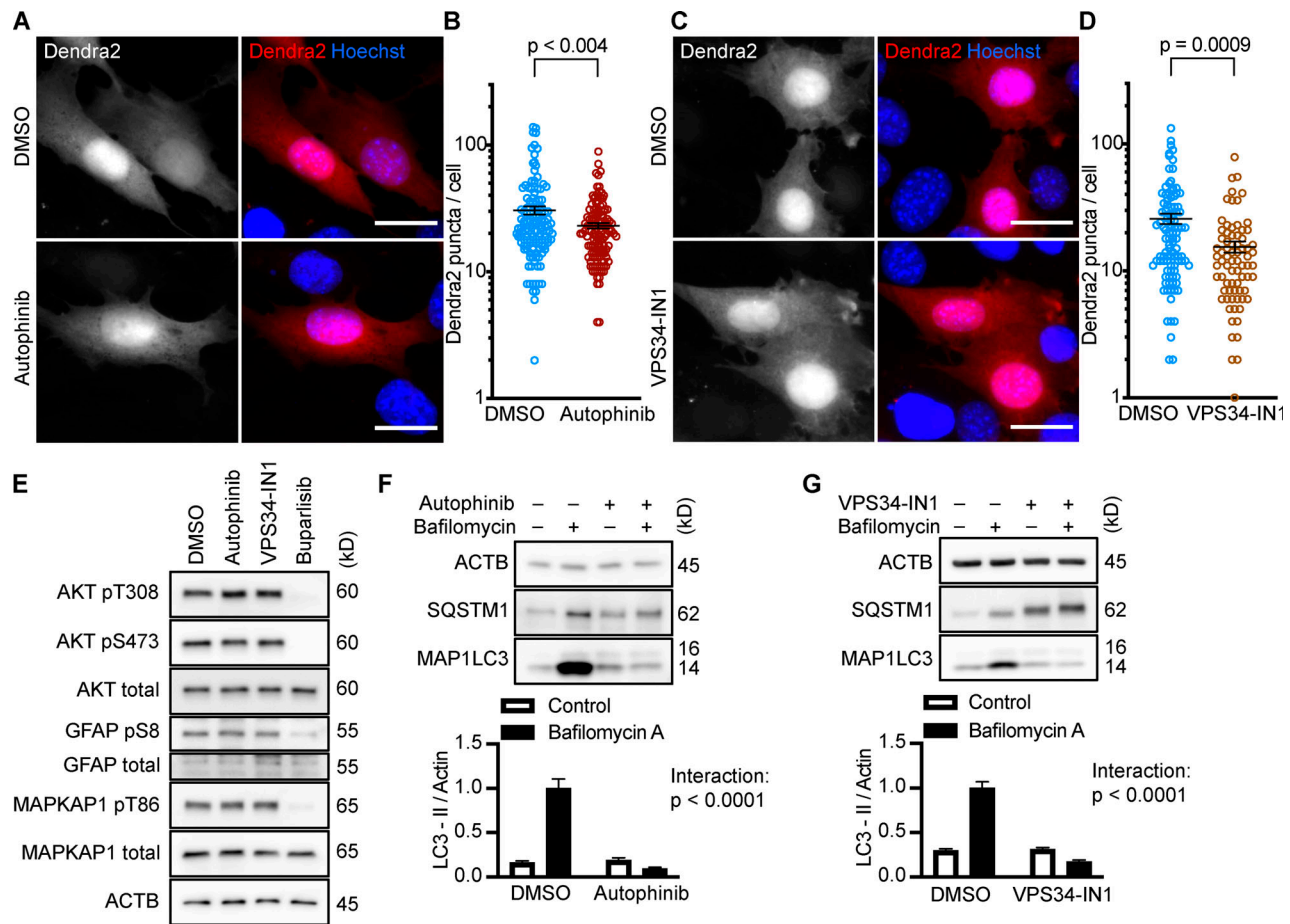 A
Dendra2
Dendra2 Hoechst
DMSO
Autophinib
B
p < 0.004
Dendra2 puncta / cell
100
10
1
DMSO
Autophinib
C
Dendra2
Dendra2 Hoechst
DMSO
VPS34-IN1
D
p = 0.0009
Dendra2 puncta / cell
100
10
1
DMSO
VPS34-IN1
E
DMSO
Autophinib
VPS34-IN1
Buparlisib
(kD)
AKT pT308
60
AKT pS473
60
AKT total
60
GFAP pS8
55
GFAP total
55
MAPKAP1 pT86
65
MAPKAP1 total
65
ACTB
45
F
Autophinib – – + +
Bafilomycin – + – +
(kD)
ACTB
45
SQSTM1
62
MAP1LC3
16
14
Control
Bafilomycin A
LC3 - II / Actin
1.5
1.0
0.5
0.0
DMSO
Autophinib
Interaction:
p < 0.0001
G
VPS34-IN1 – – + +
Bafilomycin – + – +
(kD)
ACTB
45
SQSTM1
62
MAP1LC3
16
14
Control
Bafilomycin A
LC3 - II / Actin
1.5
1.0
0.5
0.0
DMSO
VPS34-IN1
Interaction:
p < 0.0001